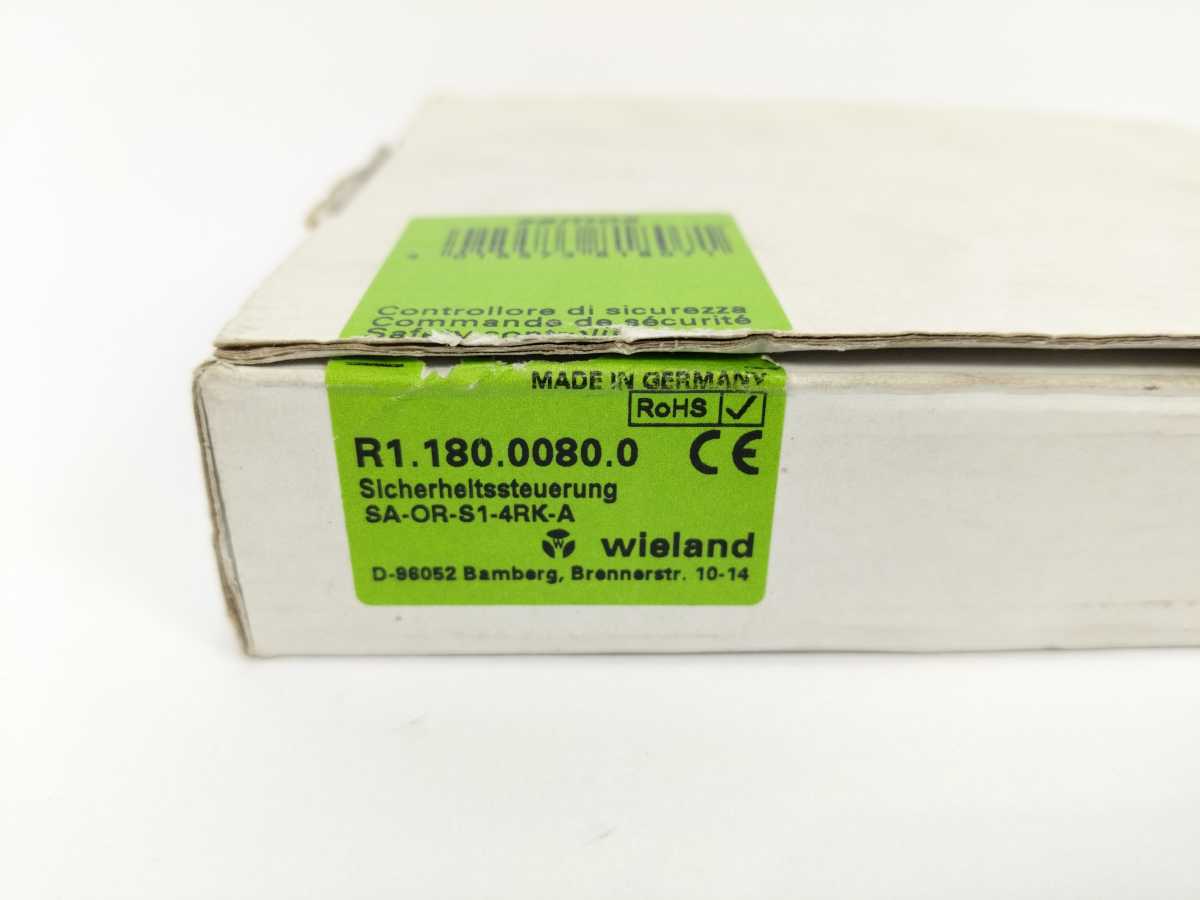 Controllore di sicurezza
Commande de sécurité
Safety
MADE IN GERMANY
RoHS ✓
R1.180.0080.0 CE
Sicherheitssteuerung
SA-OR-S1-4RK-A
wieland
D-96052 Bamberg, Brennerstr. 10-14